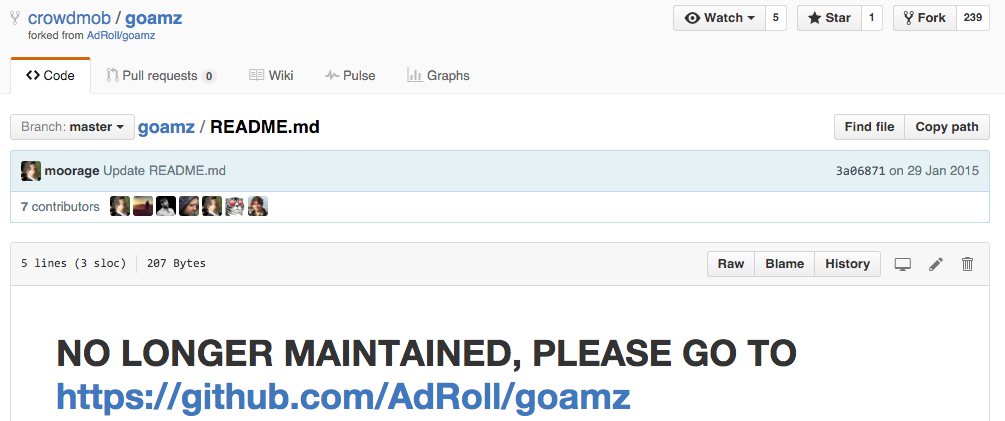 crowdmob / goamz
Watch 5 Star 1 Fork 239
forked from AdRoll/goamz
Code Pull requests 0 Wiki Pulse Graphs
Branch: master goamz / README.md Find file Copy path
moorage Update README.md 3a06871 on 29 Jan 2015
7 contributors
5 lines (3 sloc) 207 Bytes Raw Blame History
NO LONGER MAINTAINED, PLEASE GO TO
https://github.com/AdRoll/goamz